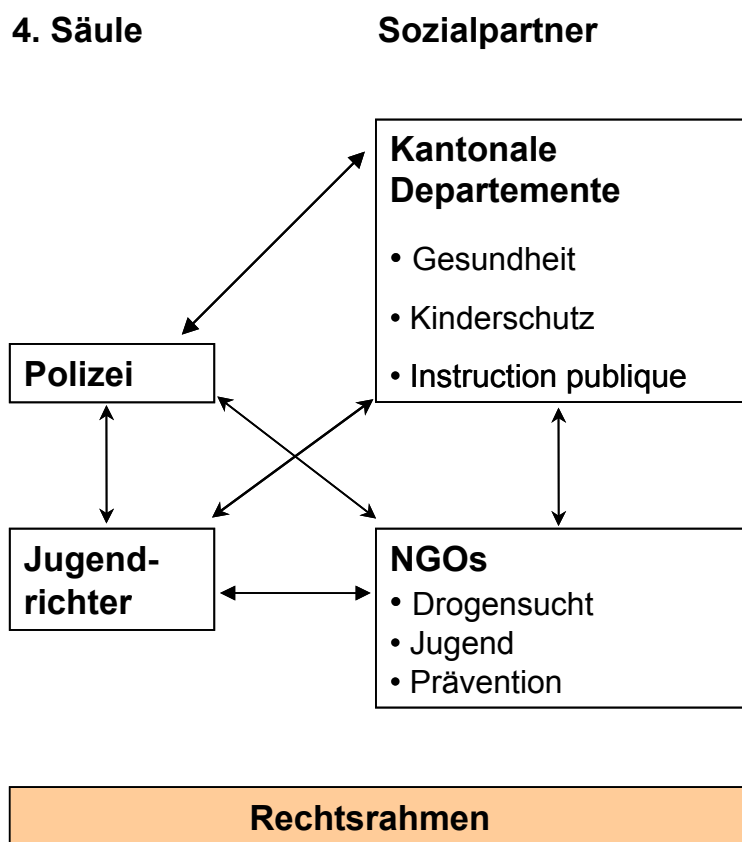 4. Säule
Sozialpartner
Kantonale
Departemente
• Gesundheit
• Kinderschutz
• Instruction publique
Polizei
Jugend-
richter
NGOs
• Drogensucht
• Jugend
• Prävention
Rechtsrahmen